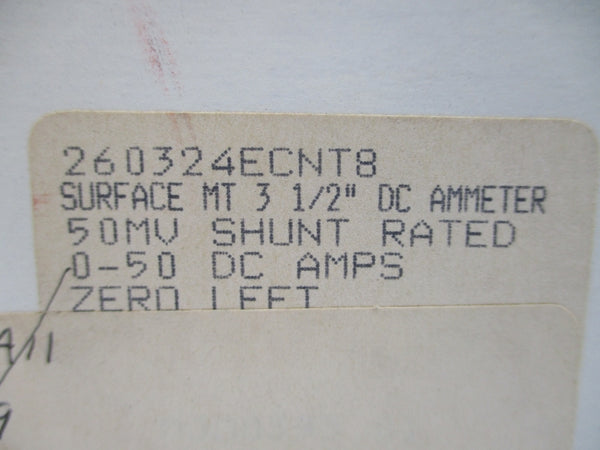 260324ECNT8
SURFACE MT 3 1/2" DC AMMETER
50MV SHUNT RATED
0-50 DC AMPS
ZERO LEFT